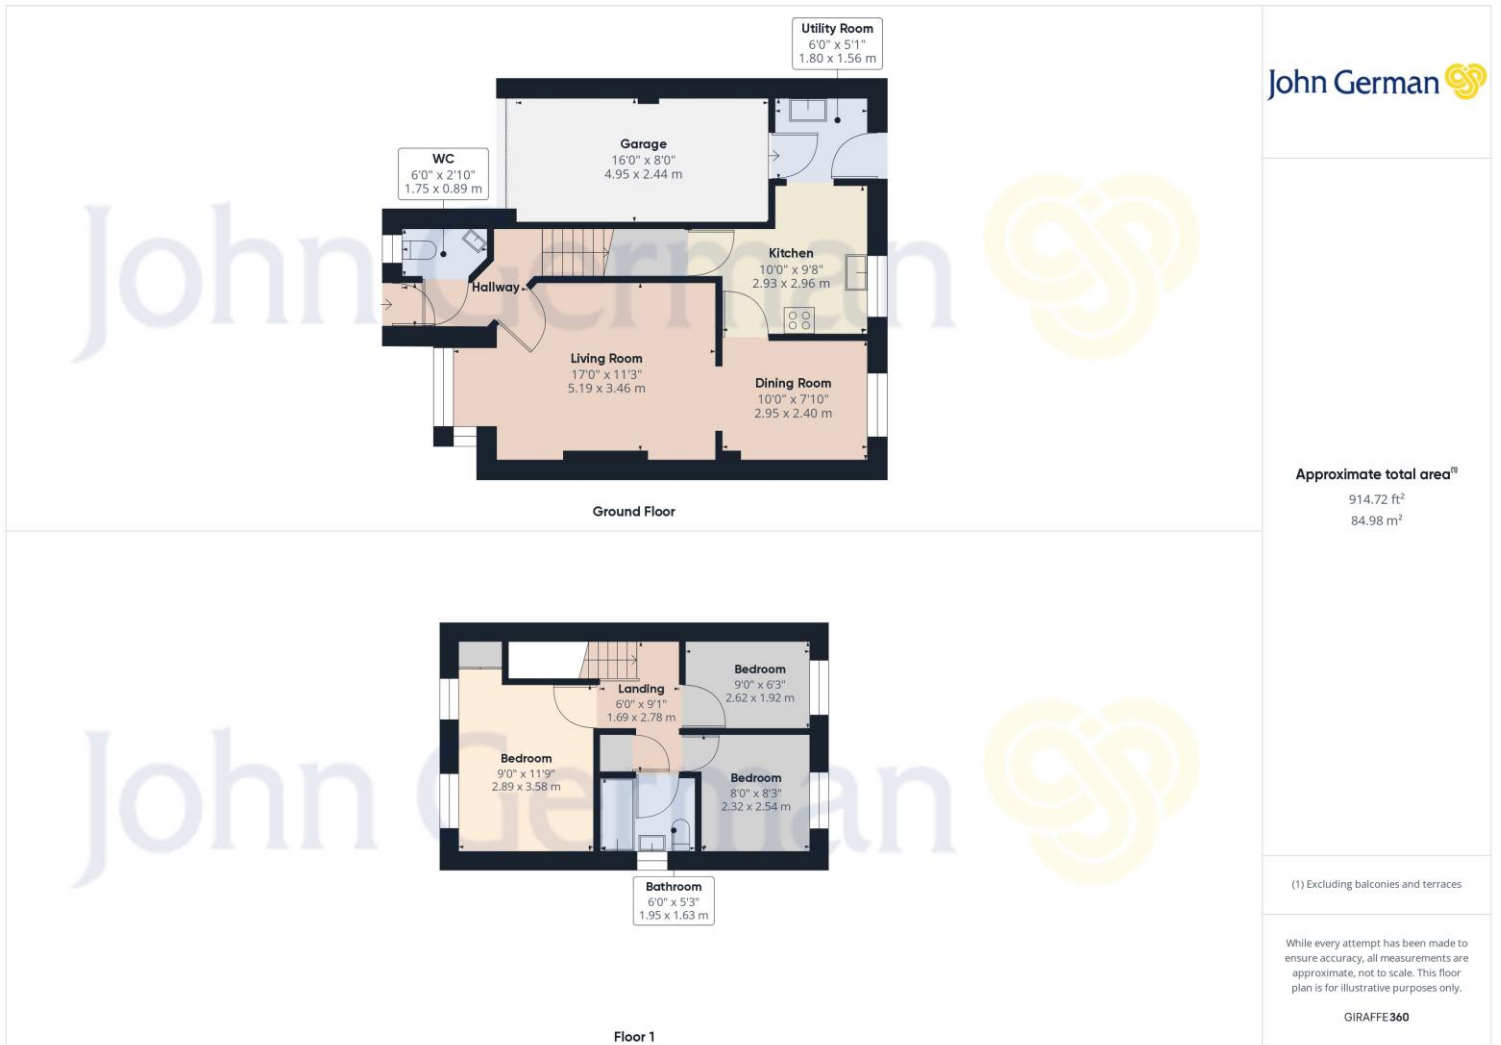 Utility Room
6'0" x 5'1"
1.80 x 1.56 m
Garage
16'0" x 8'0"
4.95 x 2.44 m
WC
6'0" x 2'10"
1.75 x 0.89 m
Kitchen
10'0" x 9'8"
2.93 x 2.96 m
Hallway
Living Room
17'0" x 11'3"
5.19 x 3.46 m
Dining Room
10'0" x 7'10"
2.95 x 2.40 m
John German
Ground Floor
Bedroom
9'0" x 6'3"
2.62 x 1.92 m
Landing
6'0" x 9'1"
1.69 x 2.78 m
Bedroom
9'0" x 11'9"
2.89 x 3.58 m
Bedroom
8'0" x 8'3"
2.32 x 2.54 m
Bathroom
6'0" x 5'3"
1.95 x 1.63 m
John German
Floor 1
John German
Approximate total area(1)
914.72 ft²
84.98 m²
(1) Excluding balconies and terraces
While every attempt has been made to
ensure accuracy, all measurements are
approximate, not to scale. This floor
plan is for illustrative purposes only.
GIRAFFE360